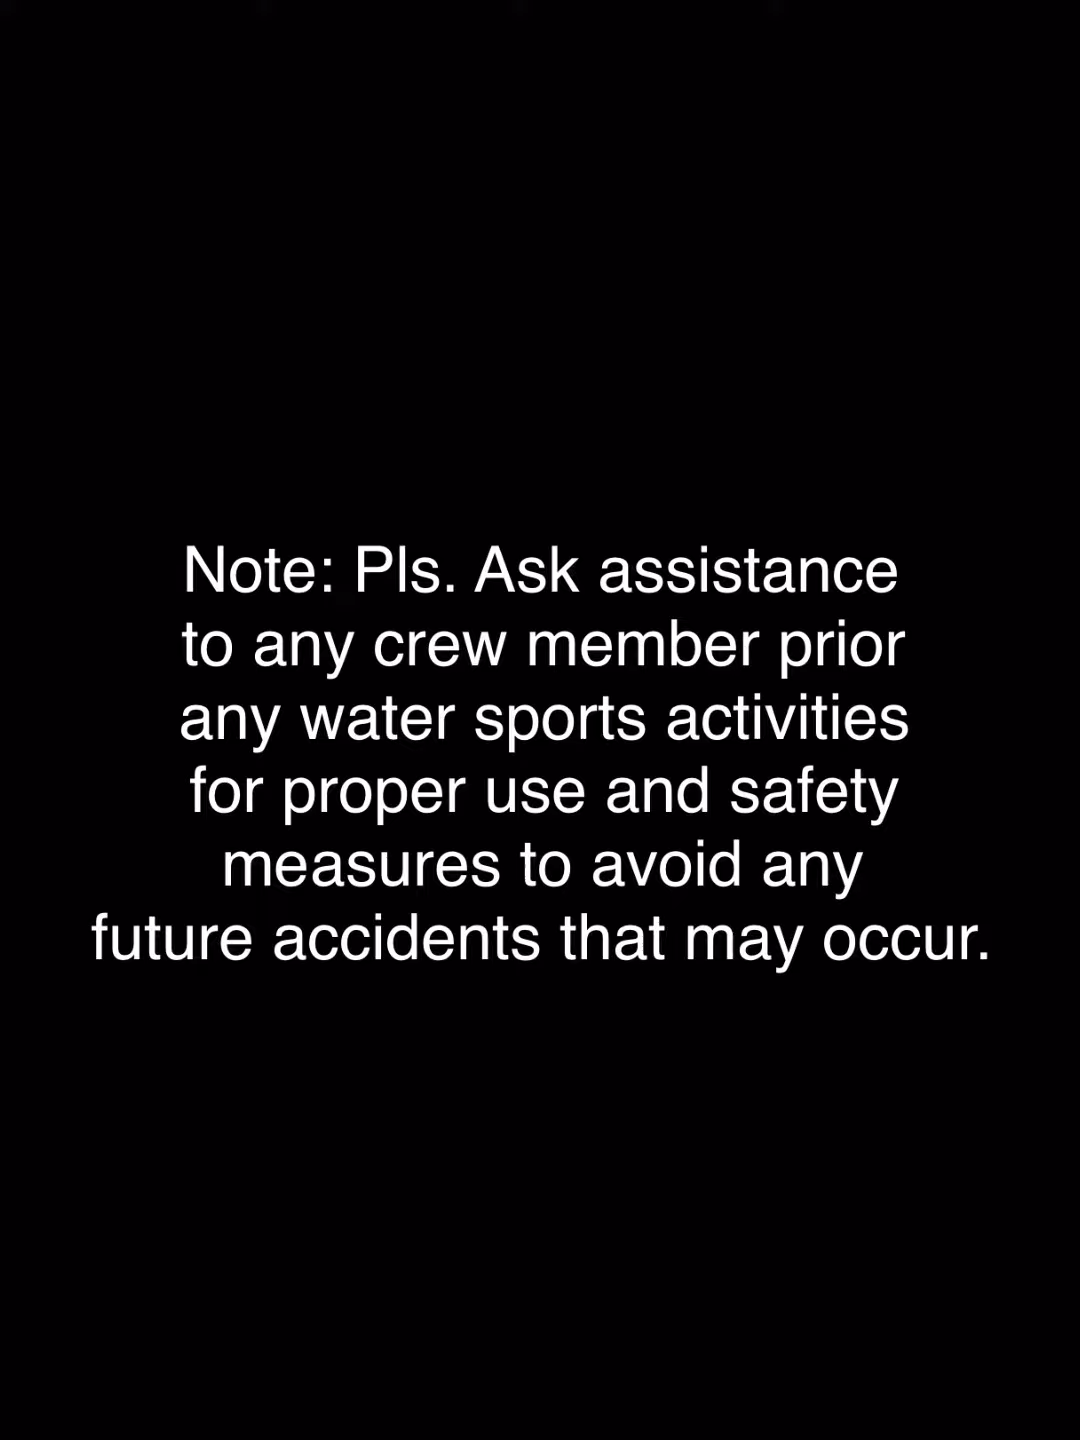 Note: Pls. Ask assistance
to any crew member prior
any water sports activities
for proper use and safety
measures to avoid any
future accidents that may occur.